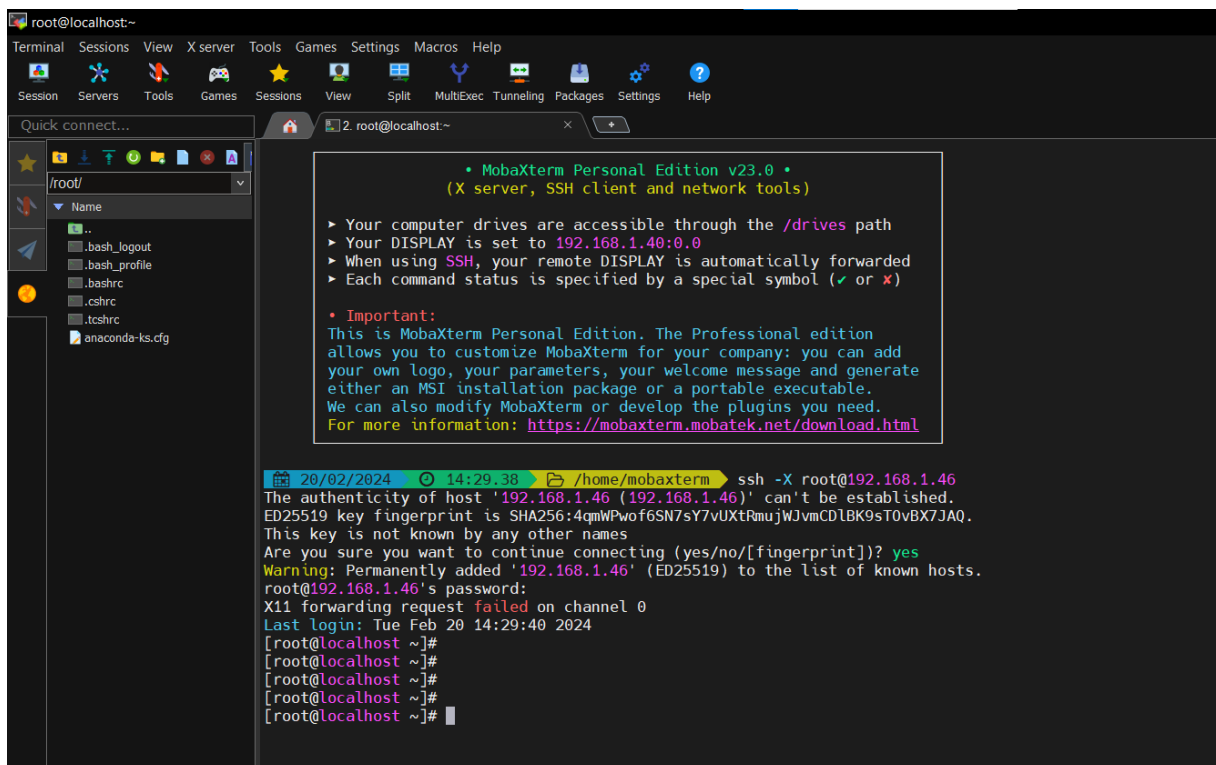 root@localhost:~
Terminal Sessions View X server Tools Games Settings Macros Help
Session Servers Tools Games Sessions View Split MultiExec Tunneling Packages Settings Help
Quick connect...
2. root@localhost:~
/root/
Name
..
.bash_logout
.bash_profile
.bashrc
.cshrc
.tcshrc
anaconda-ks.cfg
• MobaXterm Personal Edition v23.0 •
(X server, SSH client and network tools)
➤ Your computer drives are accessible through the /drives path
➤ Your DISPLAY is set to 192.168.1.40:0.0
➤ When using SSH, your remote DISPLAY is automatically forwarded
➤ Each command status is specified by a special symbol (✔ or ✘)
• Important:
This is MobaXterm Personal Edition. The Professional edition
allows you to customize MobaXterm for your company: you can add
your own logo, your parameters, your welcome message and generate
either an MSI installation package or a portable executable.
We can also modify MobaXterm or develop the plugins you need.
For more information: https://mobaxterm.mobatek.net/download.html
20/02/2024 14:29.38 /home/mobaxterm ssh -X root@192.168.1.46
The authenticity of host '192.168.1.46 (192.168.1.46)' can't be established.
ED25519 key fingerprint is SHA256:4qmWPwof6SN7sY7vUXtRmujWJvmCDlBK9sTOvBX7JAQ.
This key is not known by any other names
Are you sure you want to continue connecting (yes/no/[fingerprint])? yes
Warning: Permanently added '192.168.1.46' (ED25519) to the list of known hosts.
root@192.168.1.46's password:
X11 forwarding request failed on channel 0
Last login: Tue Feb 20 14:29:40 2024
[root@localhost ~]#
[root@localhost ~]#
[root@localhost ~]#
[root@localhost ~]#
[root@localhost ~]#